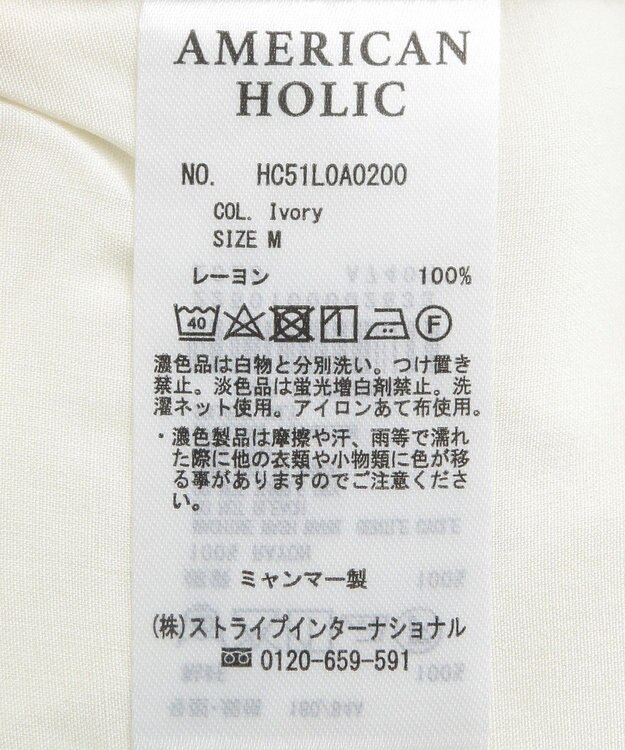 AMERICAN
HOLIC
NO. HC51L0A0200
COL. Ivory
SIZE M
レーヨン 100%
40
F
濃色品は白物と分別洗い。つけ置き
禁止。淡色品は蛍光増白剤禁止。洗
濯ネット使用。アイロンあて布使用。
・濃色製品は摩擦や汗、雨等で濡れ
た際に他の衣類や小物類に色が移
る事がありますのでご注意くださ
い。
ミャンマー製
(株)ストライプインターナショナル
0120-659-591